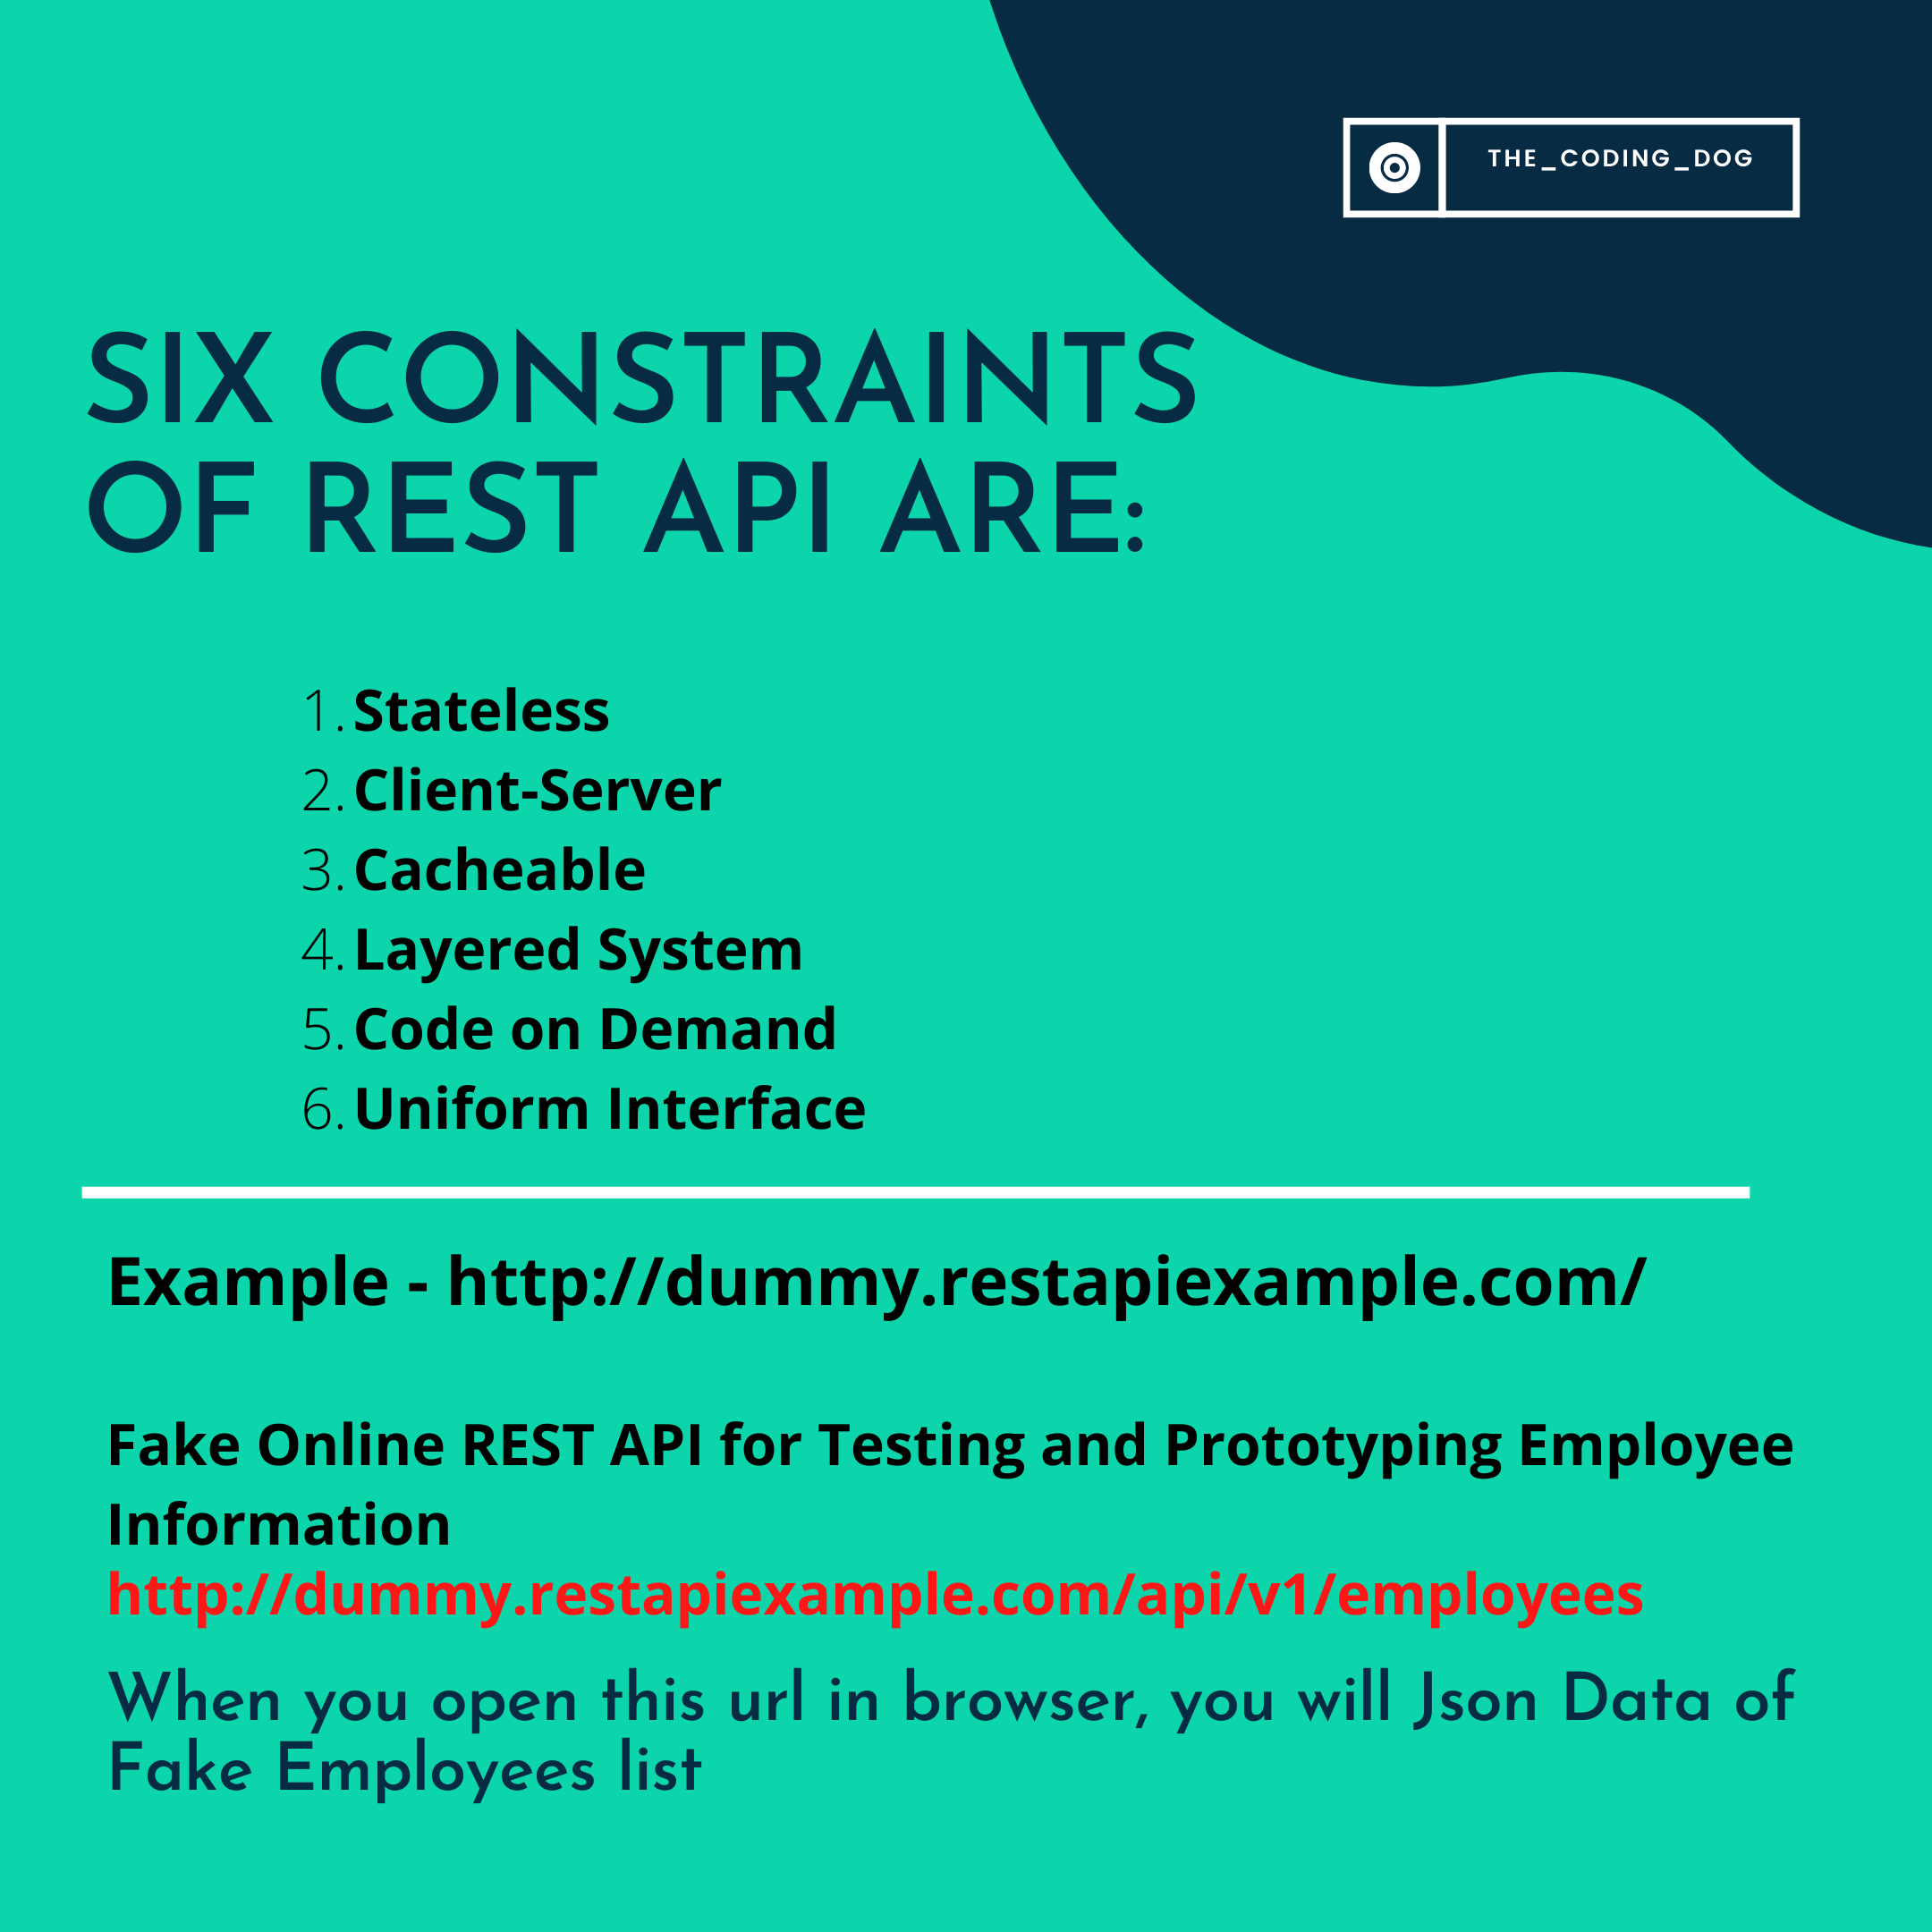 THE_CODING_DOG
SIX CONSTRAINTS
OF REST API ARE:
1. Stateless
2. Client-Server
3. Cacheable
4. Layered System
5. Code on Demand
6. Uniform Interface
Example - http://dummy.restapiexample.com/
Fake Online REST API for Testing and Prototyping Employee
Information
http://dummy.restapiexample.com/api/v1/employees
When you open this url in browser, you will Json Data of
Fake Employees list